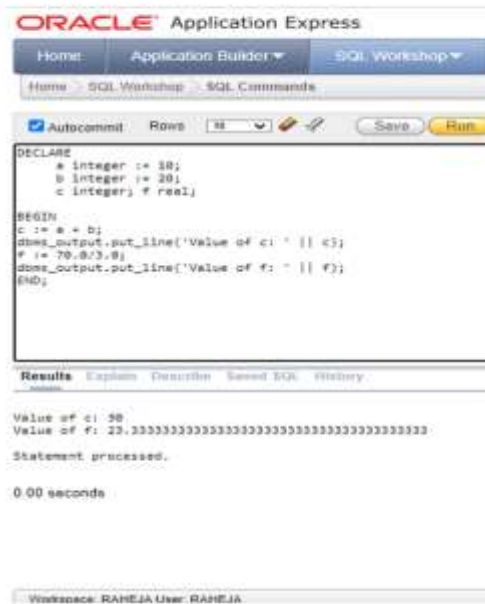 ORACLE Application Express
Home Application Builder SQL Workshop
Home SQL Workshop SQL Commands
Autocommit Rows 10 Save Run
DECLARE
a integer := 10;
b integer := 20;
c integer; f real;
BEGIN
c := a + b;
dbms_output.put_line('Value of c: ' || c);
f := 70.0/3.0;
dbms_output.put_line('Value of f: ' || f);
END;
Results Explain Describe Saved SQL History
Value of c: 30
Value of f: 23.33333333333333333333333333333333333333
Statement processed.
0.00 seconds
Workspace: RAHEJA User: RAHEJA